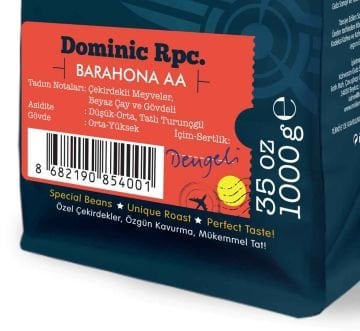 Dominic Rpc.
BARAHONA AA
Tadım Notaları: Çekirdekli Meyveler,
Beyaz Çay ve Gövdeli
Asidite : Düşük-Orta, Tatlı Turunçgil
Gövde : Orta-Yüksek
İçim-Sertlik:
Dengeli
8 682190 854001
35 oz
1000g e
Special Beans ★ Unique Roast ★ Perfect Taste!
Özel Çekirdekler, Özgün Kavurma, Mükemmel Tat!